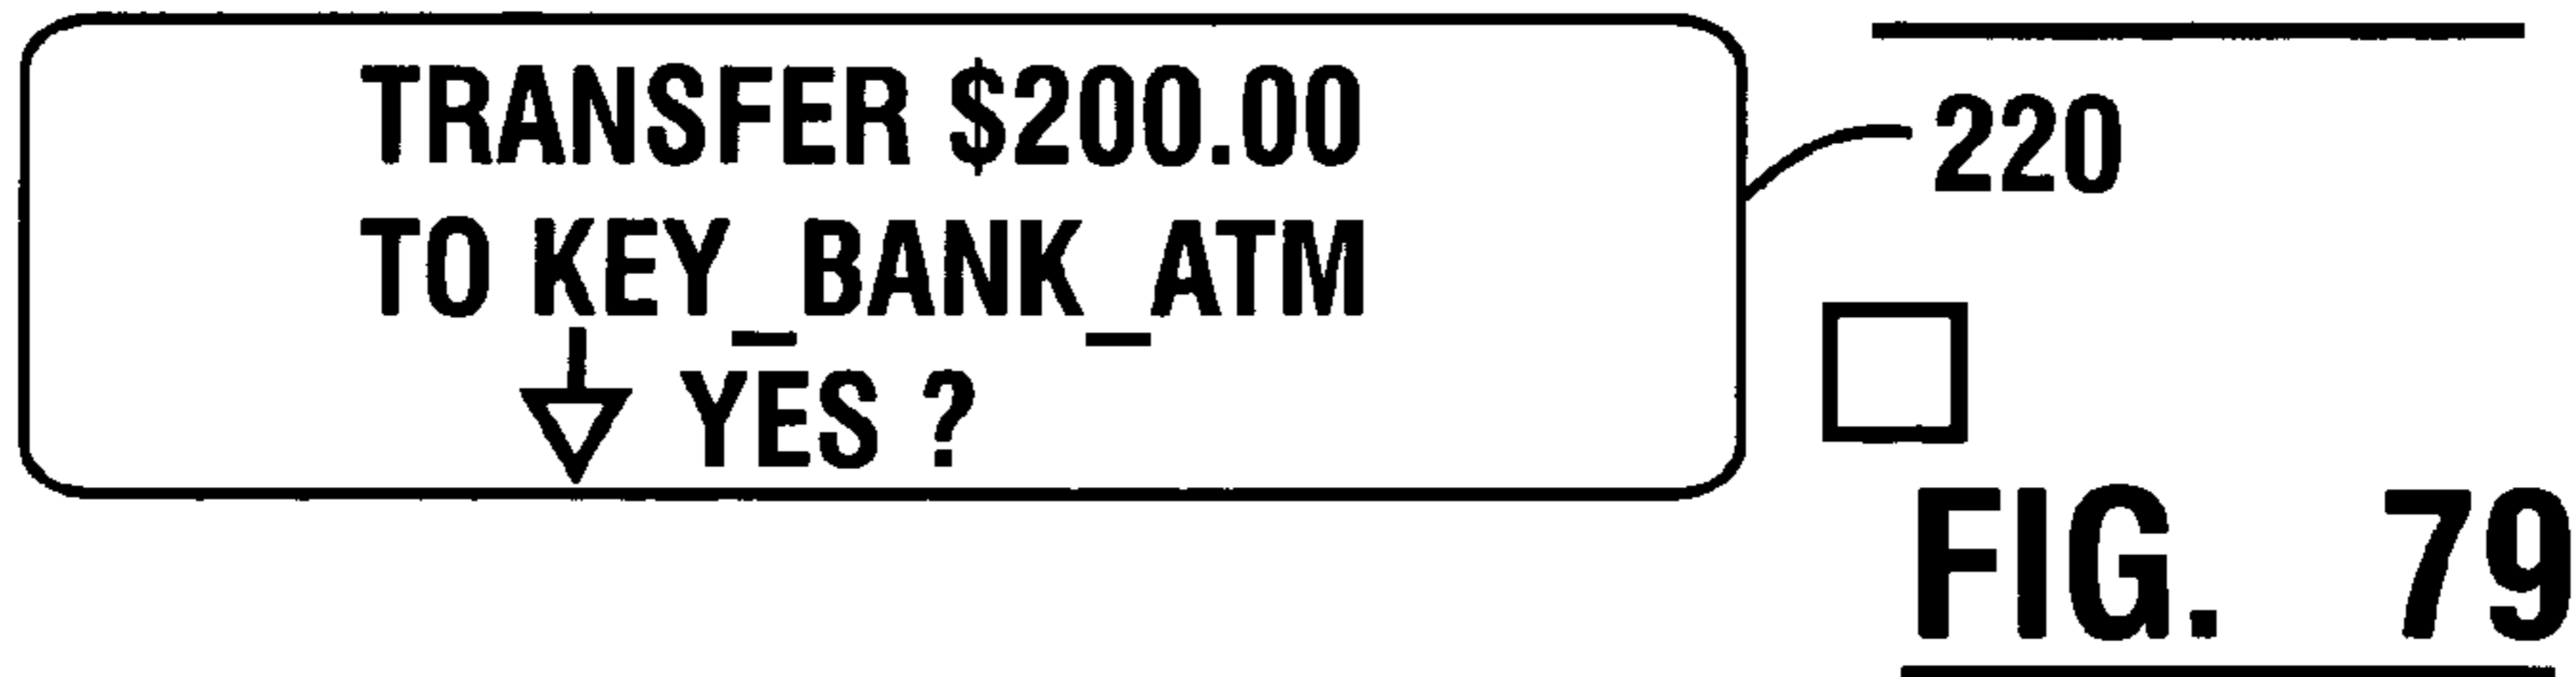 TRANSFER $200.00
TO KEY_BANK_ATM
YES ?
220
FIG. 79